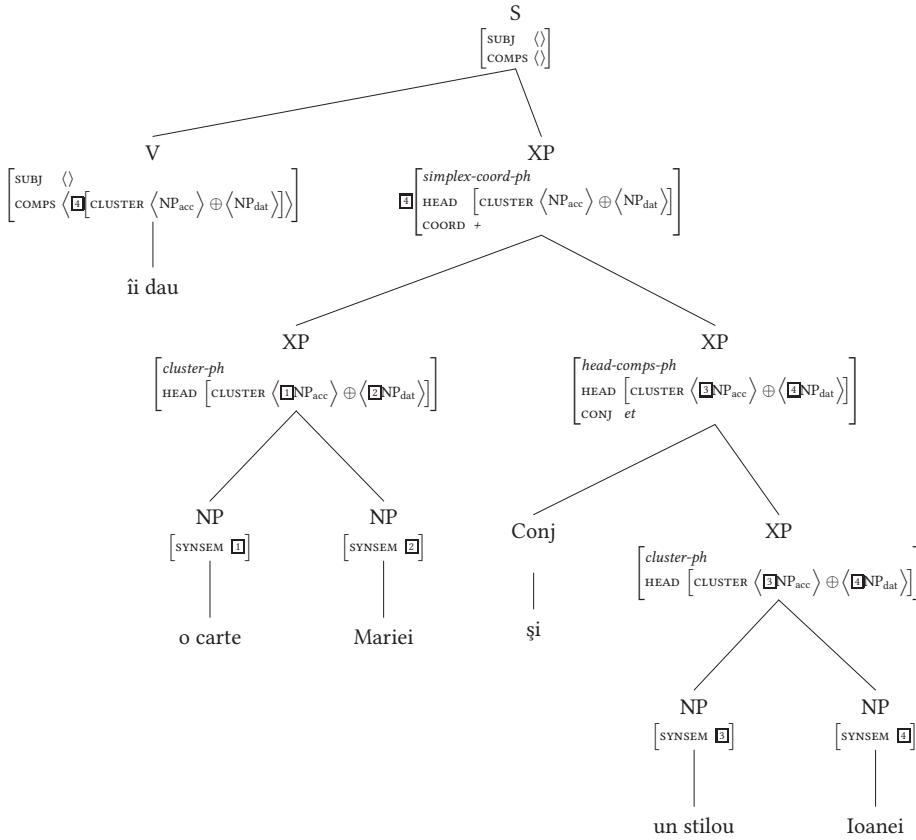 S
[SUBJ ⟨⟩
COMPS ⟨⟩]
V XP
[SUBJ ⟨⟩
COMPS ⟨4[CLUSTER ⟨NPacc⟩ ⊕ ⟨NPdat⟩]⟩]
4[simplex-coord-ph
HEAD [CLUSTER ⟨NPacc⟩ ⊕ ⟨NPdat⟩]
COORD +]
îi dau
XP XP
[cluster-ph
HEAD [CLUSTER ⟨1NPacc⟩ ⊕ ⟨2NPdat⟩]]
[head-comps-ph
HEAD [CLUSTER ⟨3NPacc⟩ ⊕ ⟨4NPdat⟩]
CONJ et]
NP NP Conj XP
[SYNSEM 1] [SYNSEM 2]
[cluster-ph
HEAD [CLUSTER ⟨3NPacc⟩ ⊕ ⟨4NPdat⟩]]
o carte Mariei şi
NP NP
[SYNSEM 3] [SYNSEM 4]
un stilou Ioanei